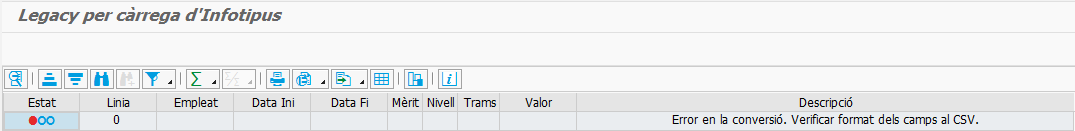 Legacy per càrrega d'Infotipus
Estat Linia Empleat Data Ini Data Fi Mèrit Nivell Trams Valor Descripció
0 Error en la conversió. Verificar format dels camps al CSV.